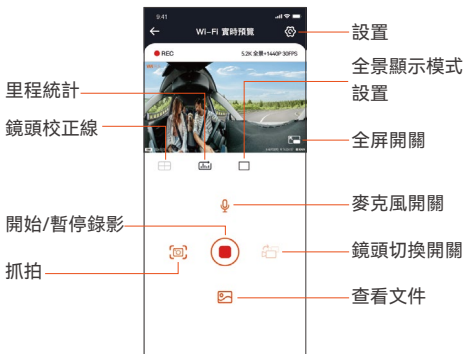 9:41
Wi-Fi 實時預覽
設置
REC
5.2K 全景+1440P 30FPS
全景顯示模式
設置
里程統計
鏡頭校正線
全屏開關
麥克風開關
開始/暫停錄影
鏡頭切換開關
抓拍
查看文件